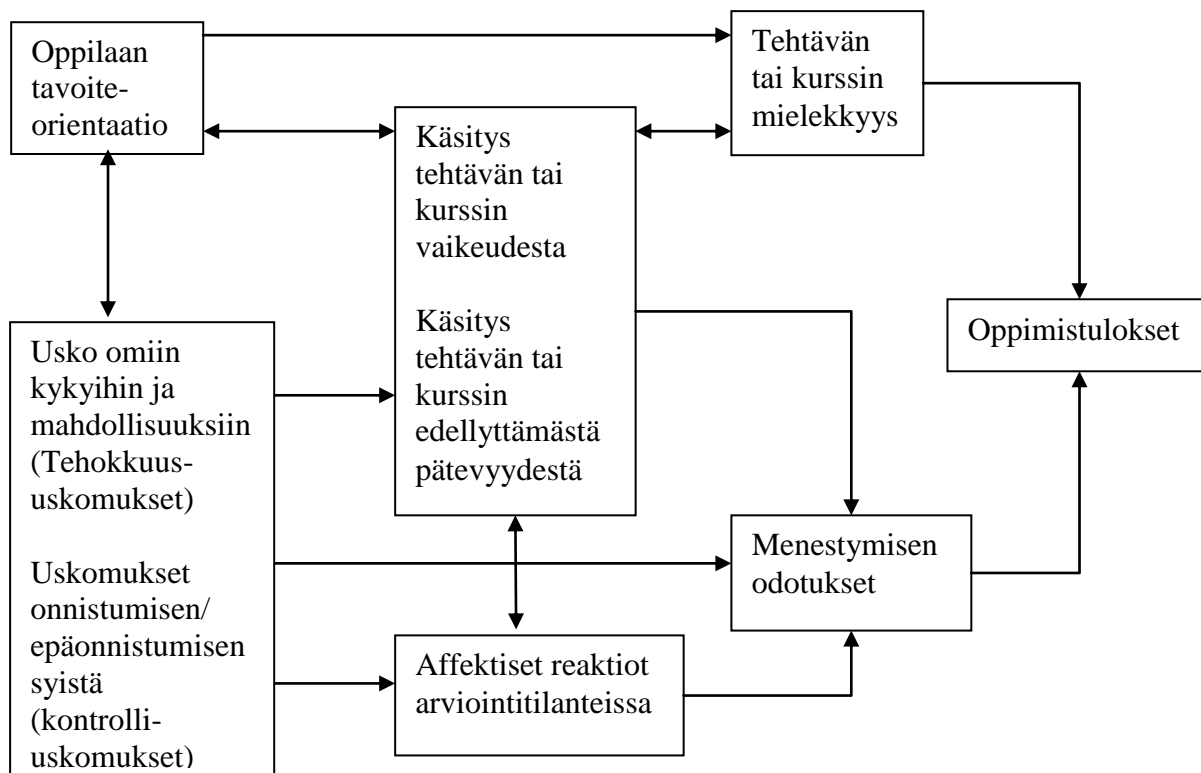 Oppilaan
tavoite-
orientaatio
Tehtävän
tai kurssin
mielekkyys
Käsitys
tehtävän tai
kurssin
vaikeudesta
Käsitys
tehtävän tai
kurssin
edellyttämästä
pätevyydestä
Oppimistulokset
Usko omiin
kykyihin ja
mahdollisuuksiin
(Tehokkuus-
uskomukset)
Uskomukset
onnistumisen/
epäonnistumisen
syistä
(kontrolli-
uskomukset)
Menestymisen
odotukset
Affektiset reaktiot
arviointitilanteissa